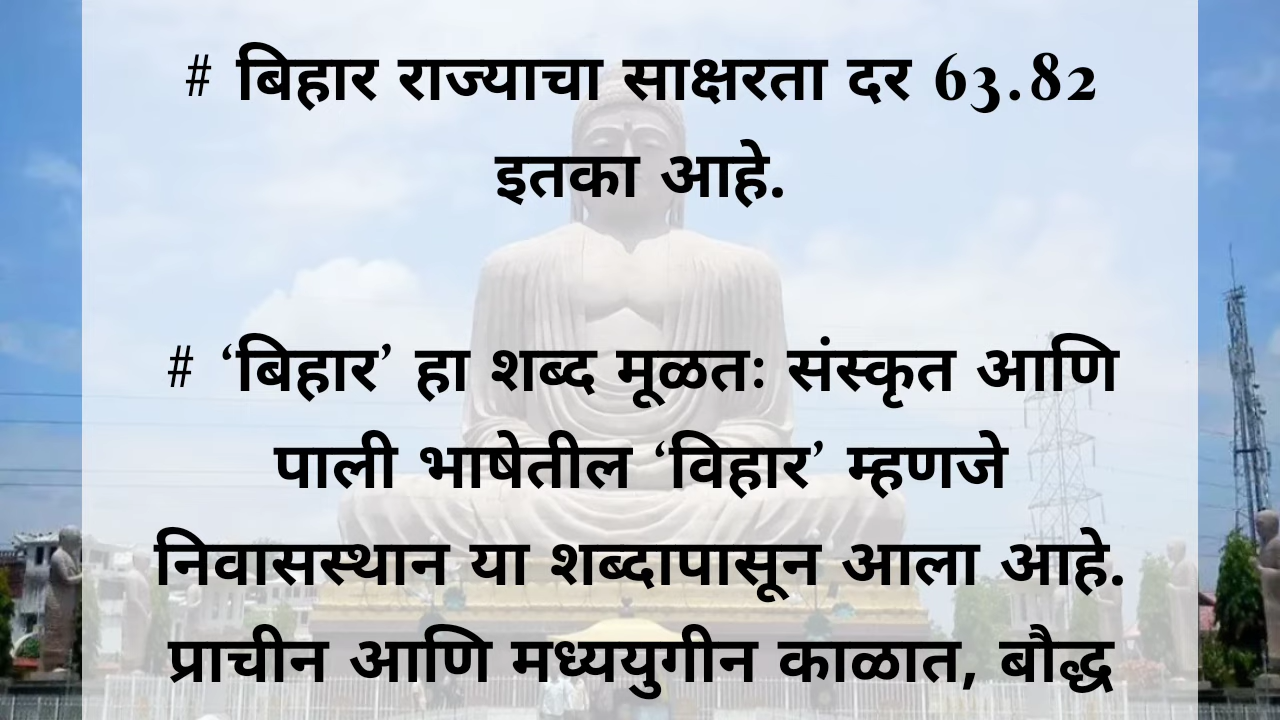 # बिहार राज्याचा साक्षरता दर 63.82
इतका आहे.
# ‘बिहार’ हा शब्द मूळतः संस्कृत आणि
पाली भाषेतील ‘विहार’ म्हणजे
निवासस्थान या शब्दापासून आला आहे.
प्राचीन आणि मध्ययुगीन काळात, बौद्ध